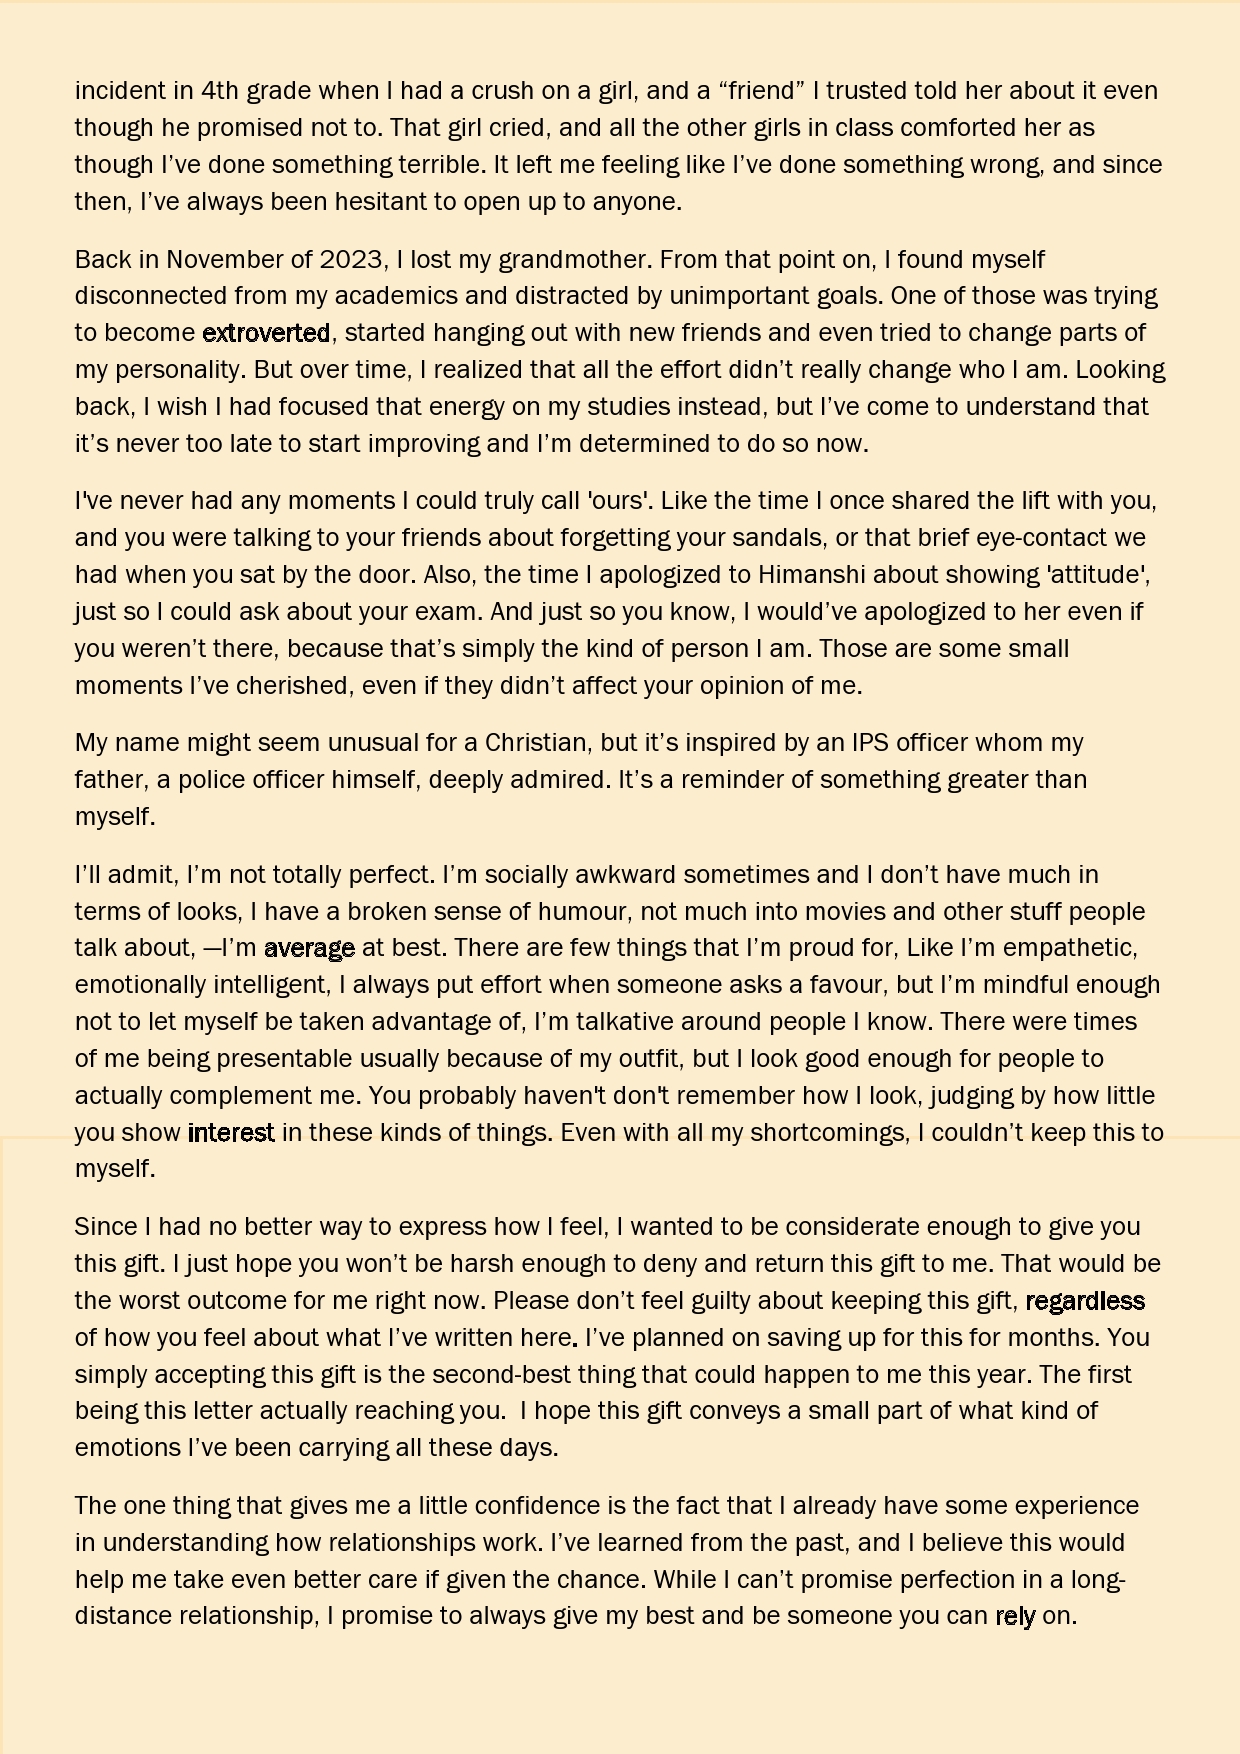 incident in 4th grade when I had a crush on a girl, and a “friend” I trusted told her about it even
though he promised not to. That girl cried, and all the other girls in class comforted her as
though I’ve done something terrible. It left me feeling like I’ve done something wrong, and since
then, I’ve always been hesitant to open up to anyone.
Back in November of 2023, I lost my grandmother. From that point on, I found myself
disconnected from my academics and distracted by unimportant goals. One of those was trying
to become extroverted, started hanging out with new friends and even tried to change parts of
my personality. But over time, I realized that all the effort didn’t really change who I am. Looking
back, I wish I had focused that energy on my studies instead, but I’ve come to understand that
it’s never too late to start improving and I’m determined to do so now.
I've never had any moments I could truly call 'ours'. Like the time I once shared the lift with you,
and you were talking to your friends about forgetting your sandals, or that brief eye-contact we
had when you sat by the door. Also, the time I apologized to Himanshi about showing 'attitude',
just so I could ask about your exam. And just so you know, I would’ve apologized to her even if
you weren’t there, because that’s simply the kind of person I am. Those are some small
moments I’ve cherished, even if they didn’t affect your opinion of me.
My name might seem unusual for a Christian, but it’s inspired by an IPS officer whom my
father, a police officer himself, deeply admired. It’s a reminder of something greater than
myself.
I’ll admit, I’m not totally perfect. I’m socially awkward sometimes and I don’t have much in
terms of looks, I have a broken sense of humour, not much into movies and other stuff people
talk about, —I’m average at best. There are few things that I’m proud for, Like I’m empathetic,
emotionally intelligent, I always put effort when someone asks a favour, but I’m mindful enough
not to let myself be taken advantage of, I’m talkative around people I know. There were times
of me being presentable usually because of my outfit, but I look good enough for people to
actually complement me. You probably haven't don't remember how I look, judging by how little
you show interest in these kinds of things. Even with all my shortcomings, I couldn’t keep this to
myself.
Since I had no better way to express how I feel, I wanted to be considerate enough to give you
this gift. I just hope you won’t be harsh enough to deny and return this gift to me. That would be
the worst outcome for me right now. Please don’t feel guilty about keeping this gift, regardless
of how you feel about what I’ve written here. I’ve planned on saving up for this for months. You
simply accepting this gift is the second-best thing that could happen to me this year. The first
being this letter actually reaching you.  I hope this gift conveys a small part of what kind of
emotions I’ve been carrying all these days.
The one thing that gives me a little confidence is the fact that I already have some experience
in understanding how relationships work. I’ve learned from the past, and I believe this would
help me take even better care if given the chance. While I can’t promise perfection in a long-
distance relationship, I promise to always give my best and be someone you can rely on.